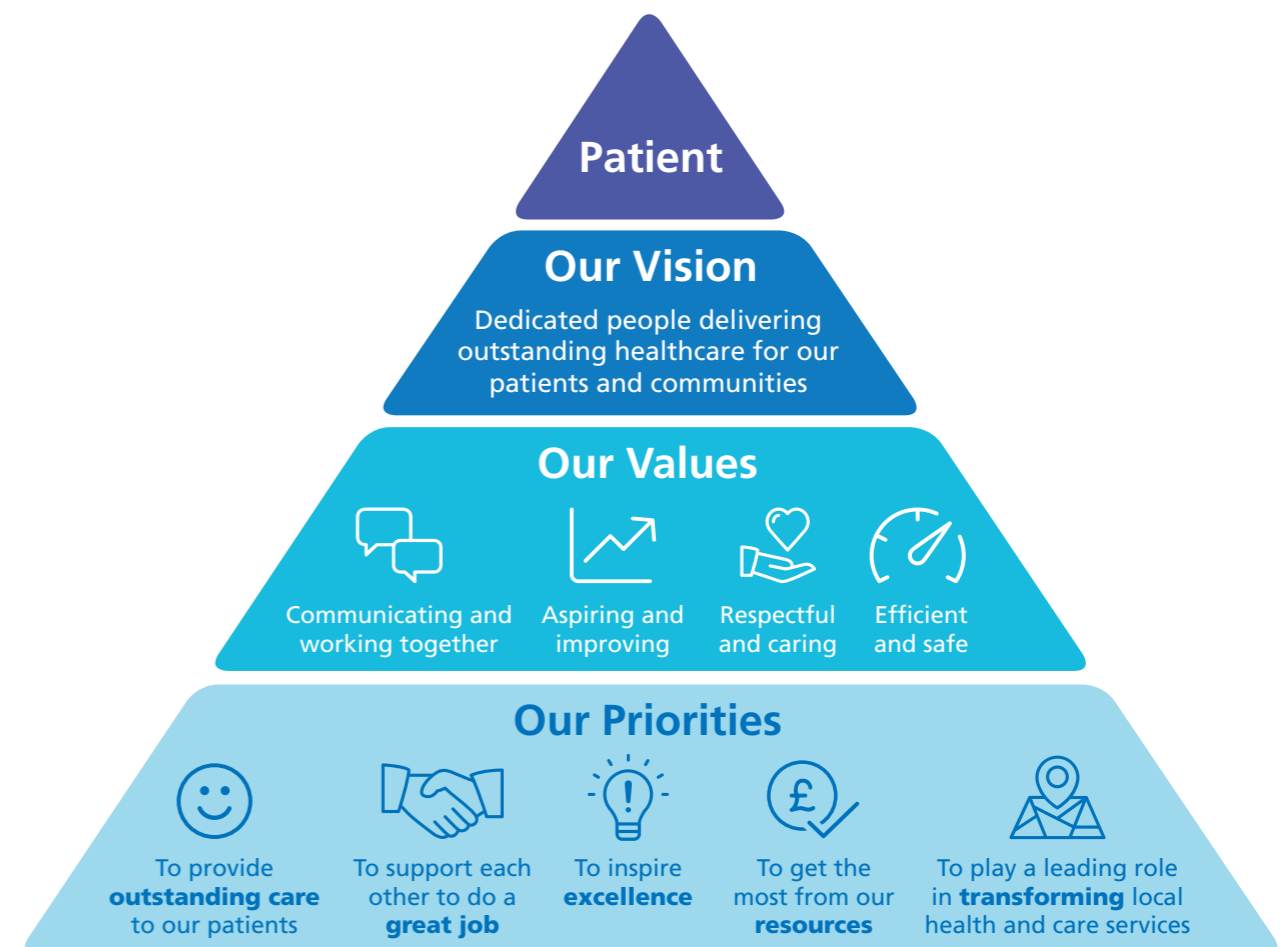 Patient
Our Vision
Dedicated people delivering
outstanding healthcare for our
patients and communities
Our Values
Communicating and
working together
Aspiring and
improving
Respectful
and caring
Efficient
and safe
Our Priorities
£
To provide
outstanding care
to our patients
To support each
other to do a
great job
To inspire
excellence
To get the
most from our
resources
To play a leading role
in transforming local
health and care services